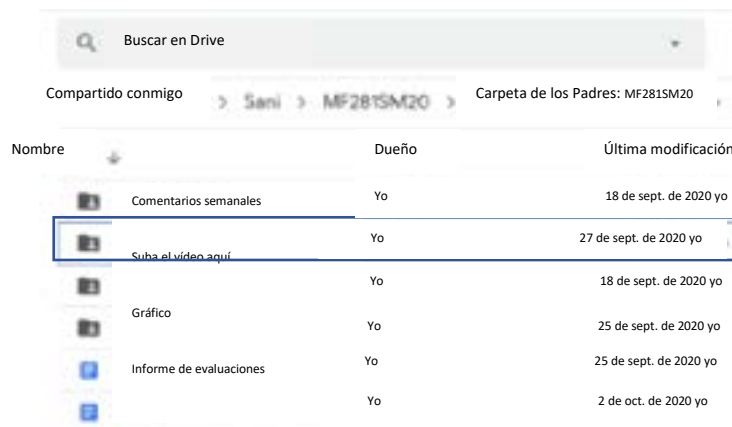 Buscar en Drive
Compartido conmigo > Sani > MF281SM20 > Carpeta de los Padres: MF281SM20
Nombre Dueño Última modificación
Comentarios semanales Yo 18 de sept. de 2020 yo
Suba el vídeo aquí Yo 27 de sept. de 2020 yo
Yo 18 de sept. de 2020 yo
Gráfico
Yo 25 de sept. de 2020 yo
Informe de evaluaciones Yo 25 de sept. de 2020 yo
Yo 2 de oct. de 2020 yo